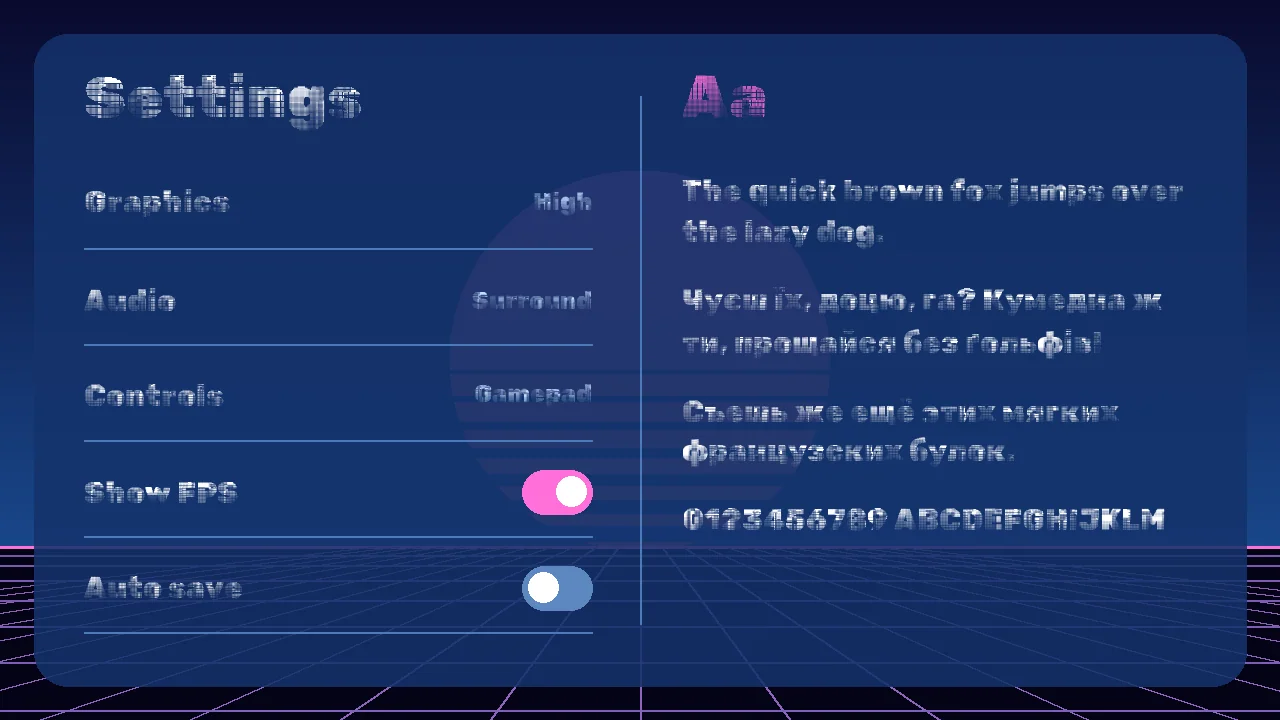 Settings
Graphics
High
Audio
Surround
Controls
Gamepad
Show FPS
Auto save
Aa
The quick brown fox jumps over
the lazy dog.
Чуєш їх, доцю, га? Кумедна ж
ти, прощайся без ґольфів!
Съешь же ещё этих мягких
французских булок.
0123456789 ABCDEFGHIJKLM